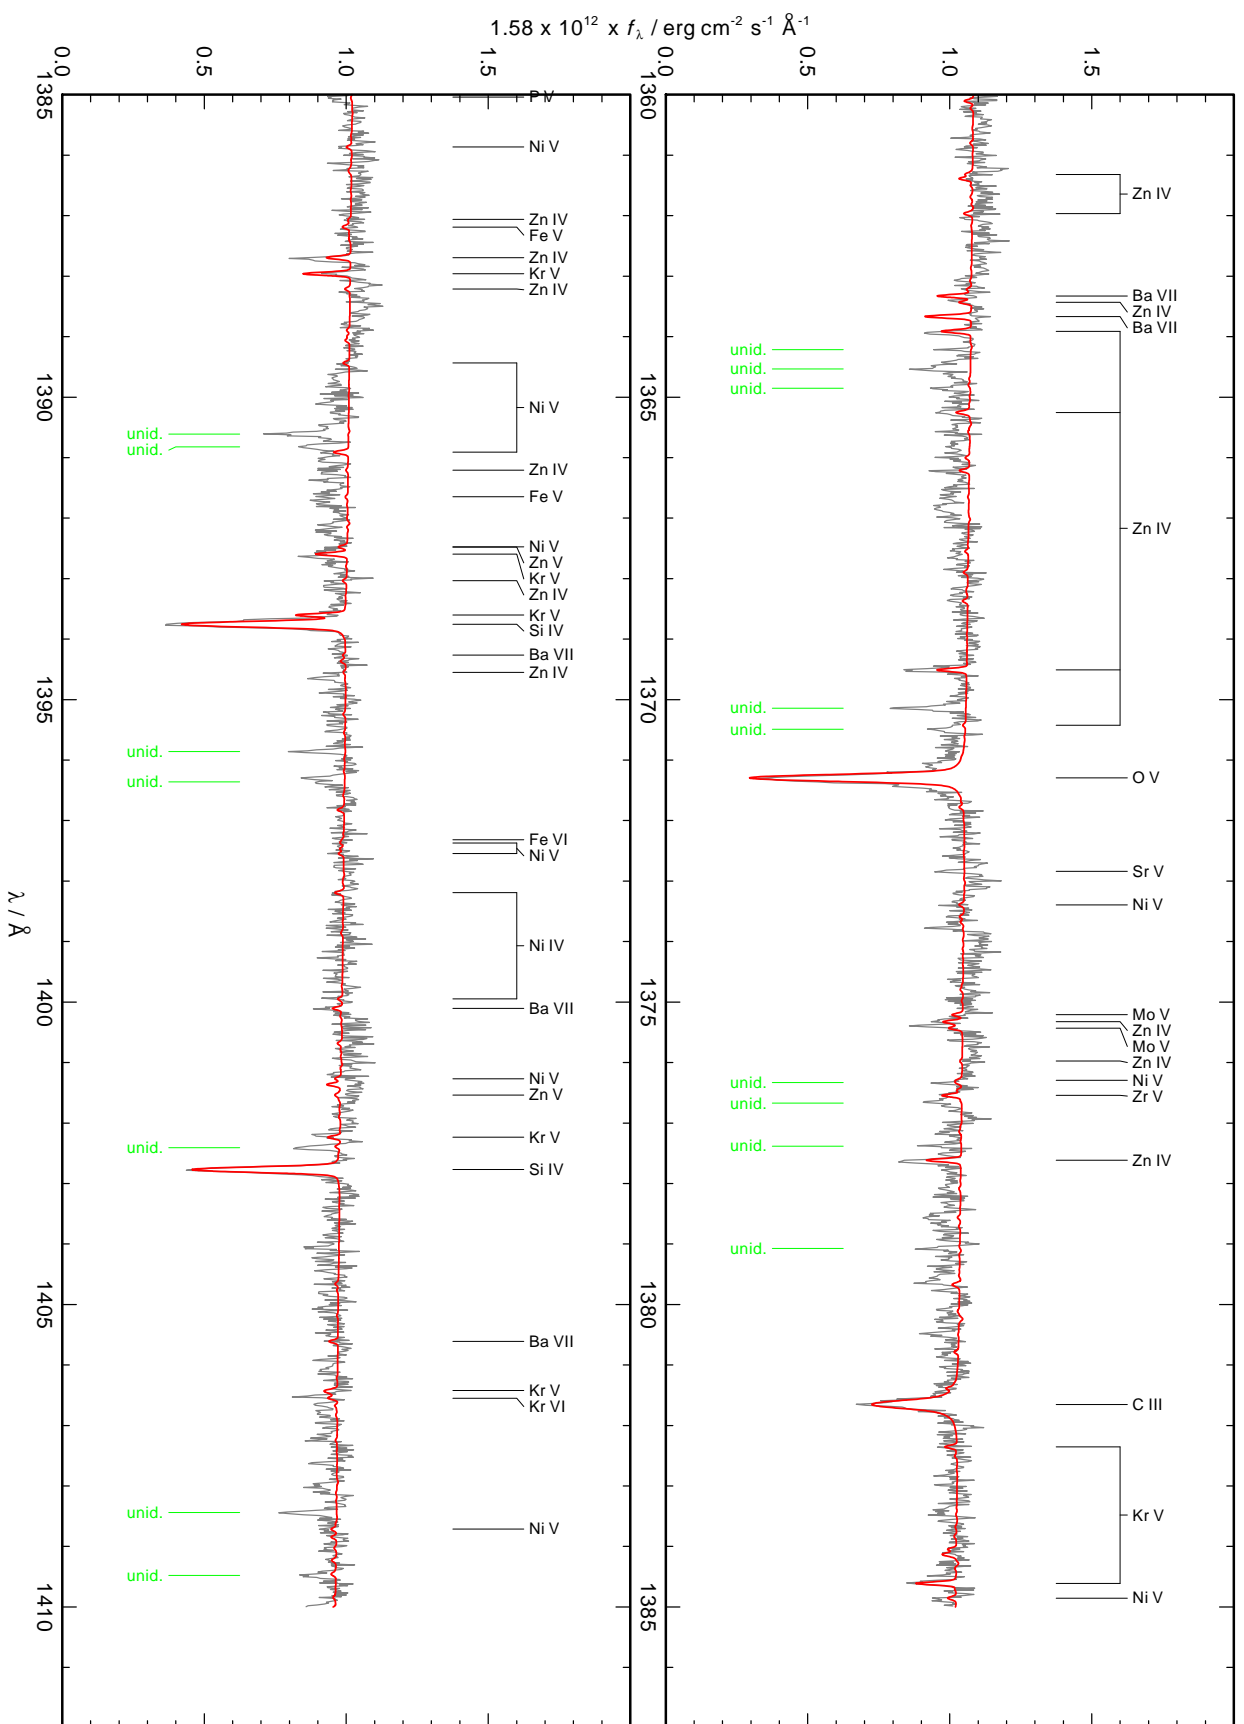 1.58 x 10¹² x fλ / erg cm⁻² s⁻¹ Å⁻¹
0.0
0.5
1.0
1.5
0.0
0.5
1.0
1.5
1360
1365
1370
1375
1380
1385
Zn IV
Ba VII
Zn IV
Ba VII
Zn IV
O V
Sr V
Ni V
Mo V
Zn IV
Mo V
Zn IV
Ni V
Zr V
Zn IV
C III
Kr V
Ni V
unid.
unid.
unid.
unid.
unid.
unid.
unid.
unid.
unid.
1385
1390
1395
1400
1405
1410
P V
Ni V
Zn IV
Fe V
Zn IV
Kr V
Zn IV
Ni V
Zn IV
Fe V
Ni V
Zn V
Kr V
Zn IV
Kr V
Si IV
Ba VII
Zn IV
Fe VI
Ni V
Ni IV
Ba VII
Ni V
Zn V
Kr V
Si IV
Ba VII
Kr V
Kr VI
Ni V
unid.
unid.
unid.
unid.
unid.
unid.
unid.
λ / Å